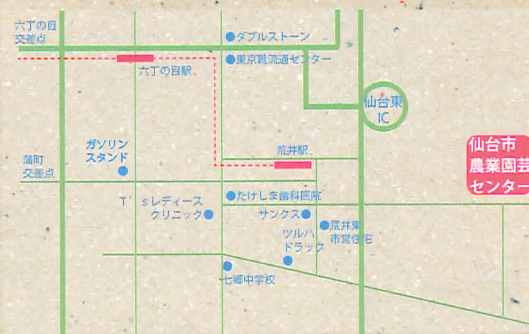 六丁の目
交差点
ダブルストーン
東京靴流通センター
六丁の目駅
仙台東
IC
ガソリン
スタンド
荒井駅
仙台市
農業園芸
センター
蒲町
交差点
T'sレディース
クリニック
たけしま歯科医院
サンクス
荒井東
市営住宅
ツルハ
ドラック
七郷中学校